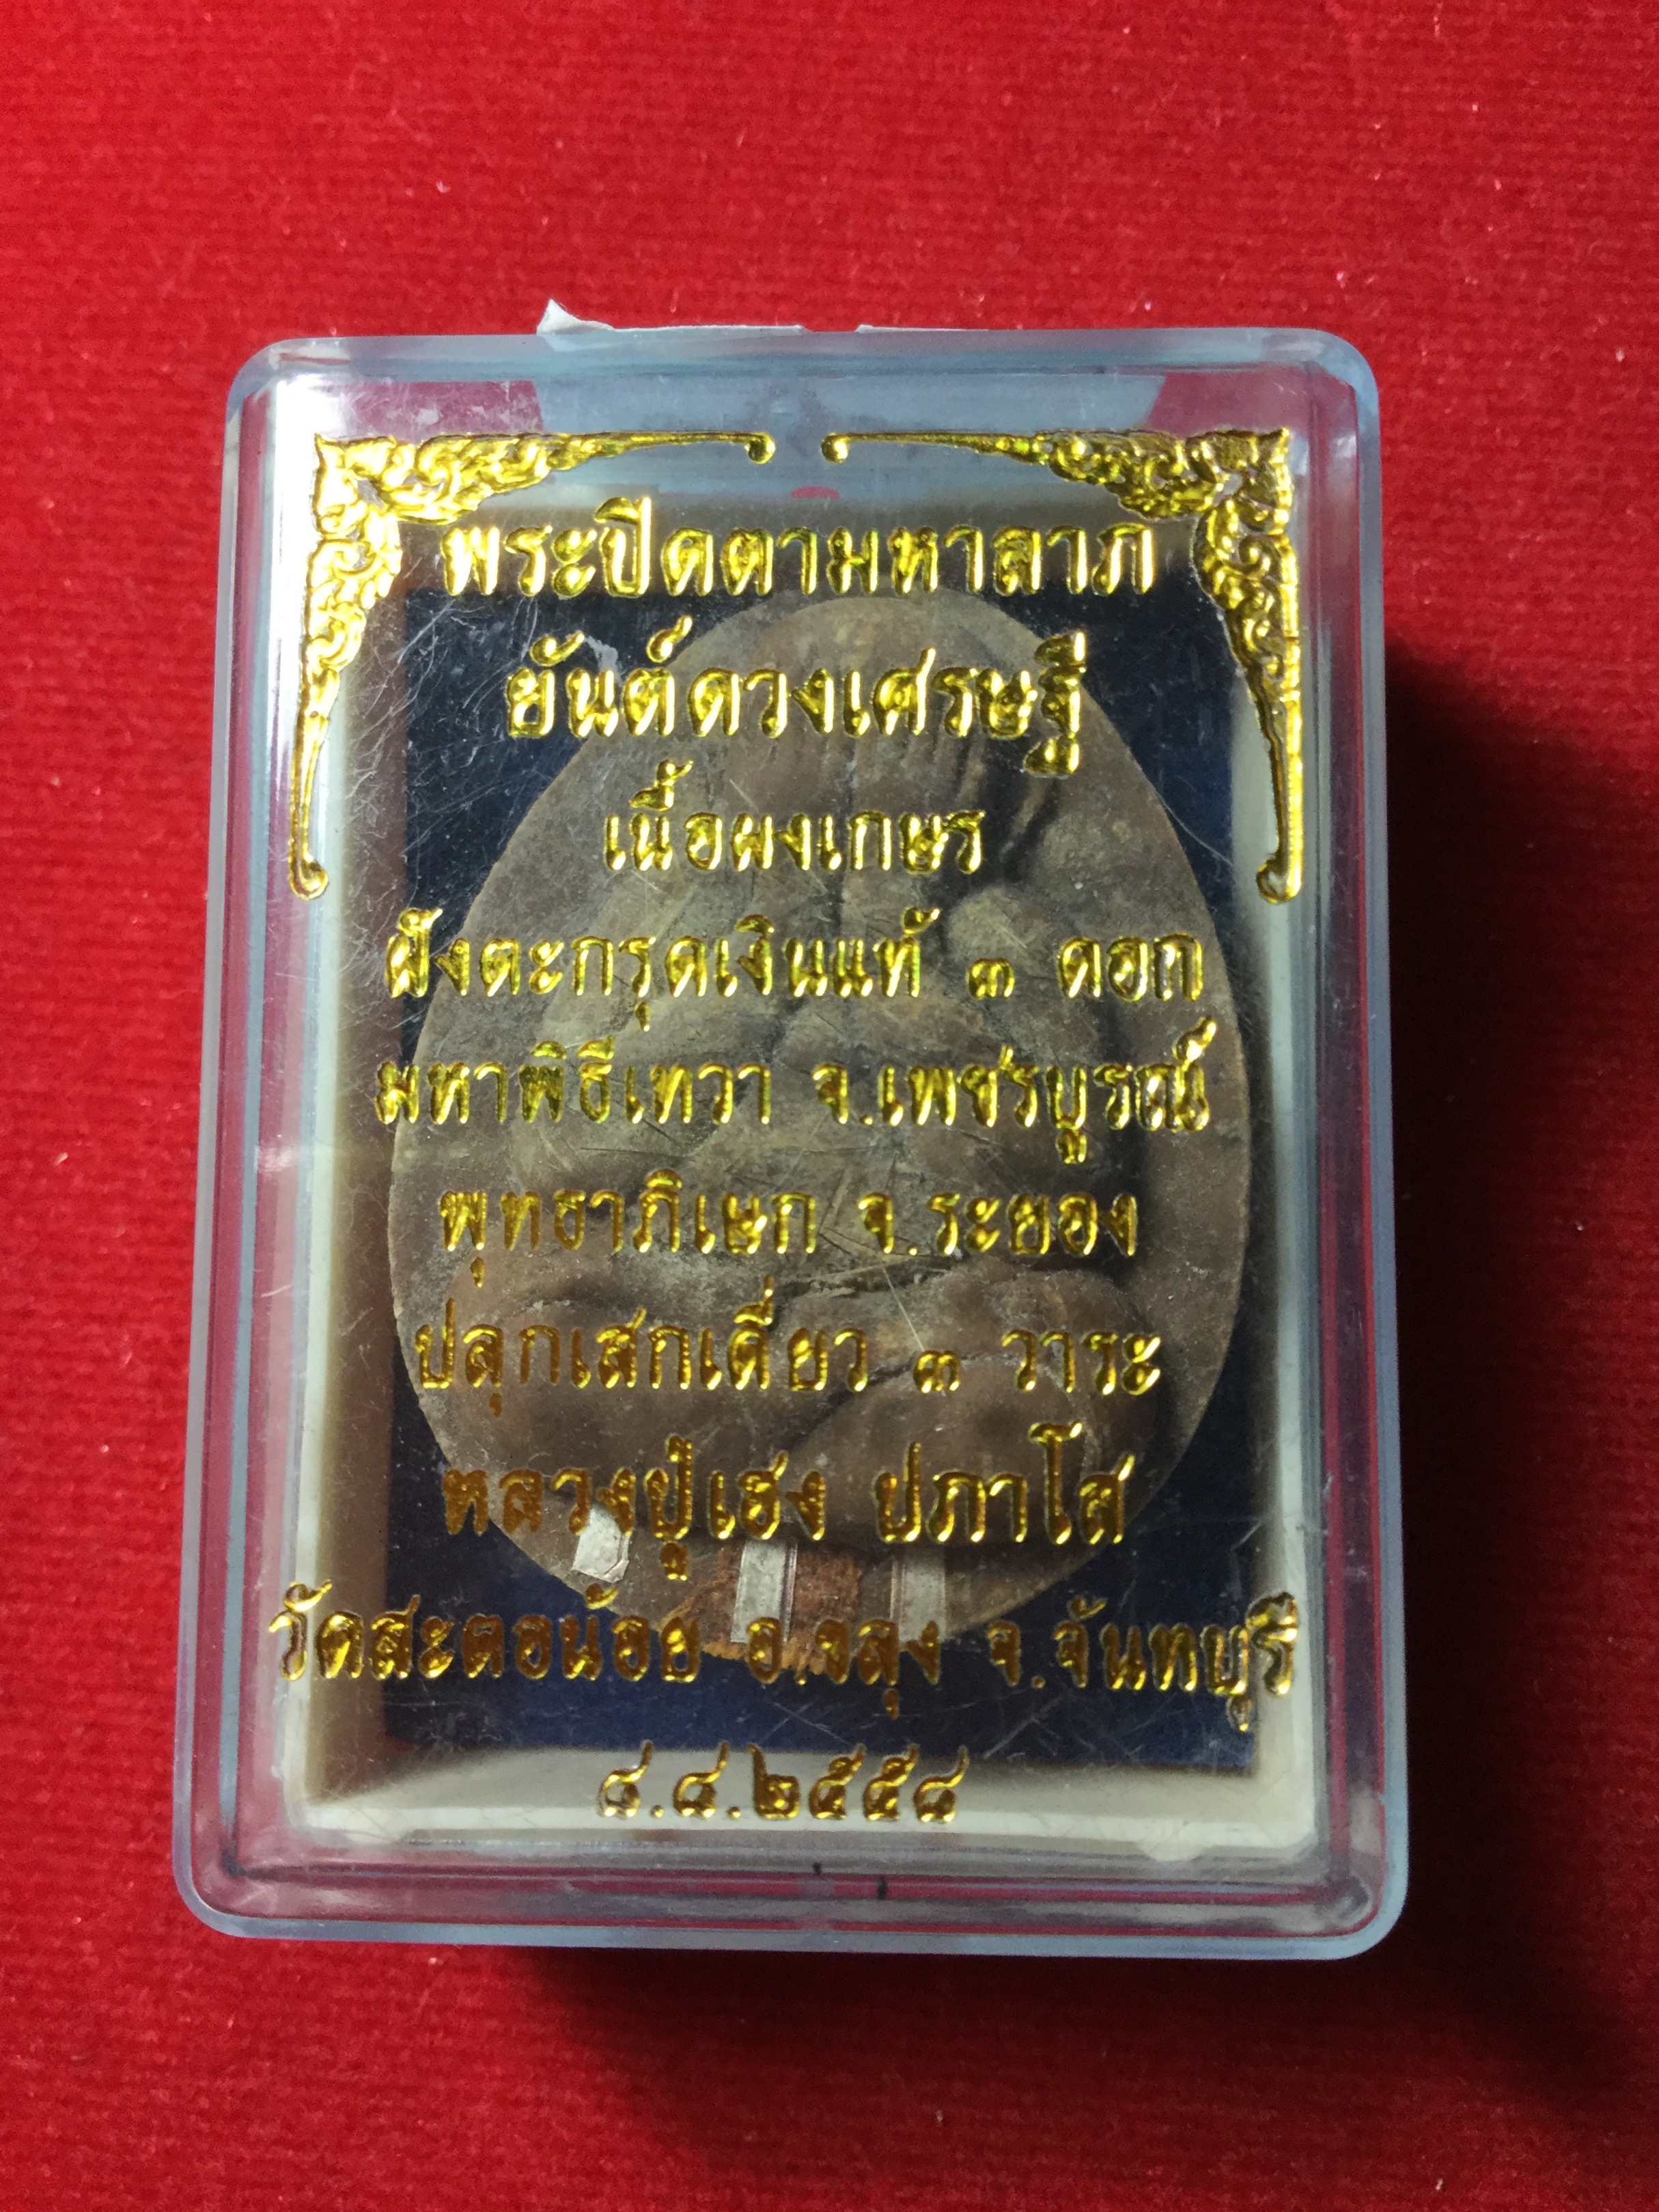 พระปิดตามหาลาภ
ยันต์ดวงเศรษฐี
เนื้อผงเกษร
ฝังตะกรุดเงินแท้ ๓ ดอก
มหาพิธีเทวา จ.เพชรบูรณ์
พุทธาภิเษก จ.ระยอง
ปลุกเสกเดี่ยว ๓ วาระ
หลวงปู่เฮง ปภาโส
วัดสะตอน้อย อ.ขลุง จ.จันทบุรี
๘.๘.๒๕๕๘